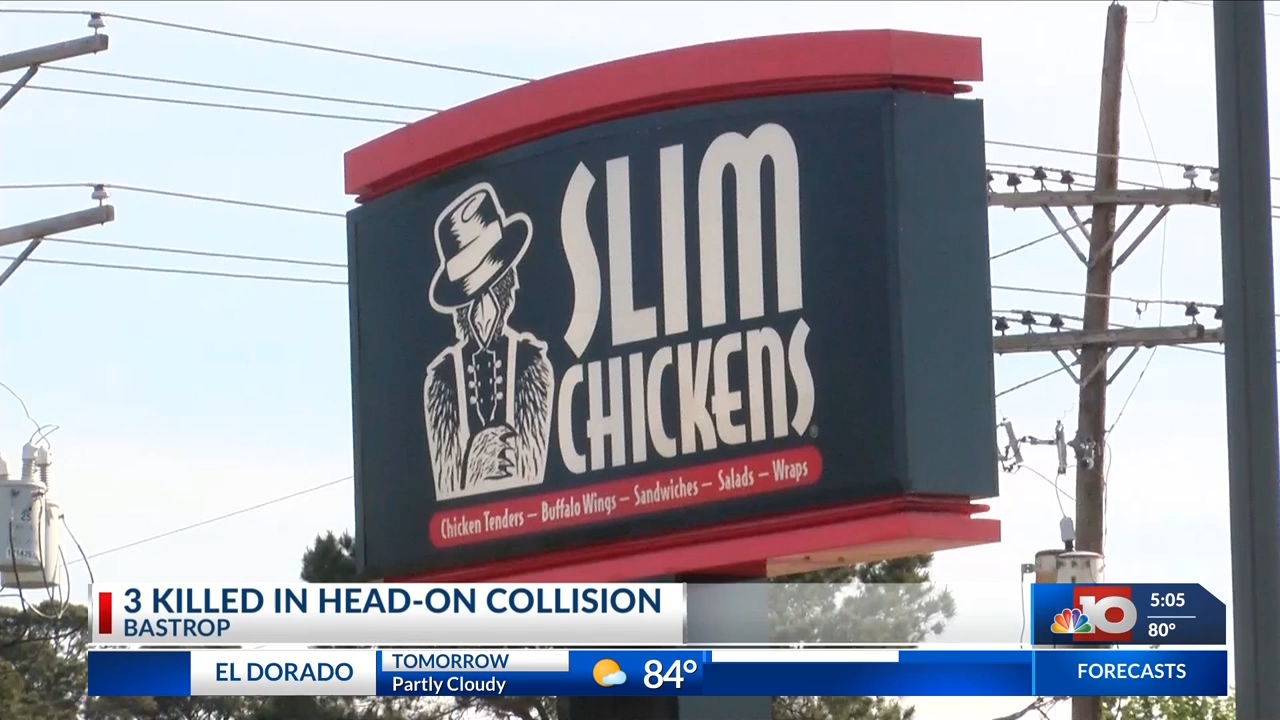 SLIM
CHICKENS
Chicken Tenders – Buffalo Wings – Sandwiches – Salads – Wraps
3 KILLED IN HEAD-ON COLLISION
BASTROP
10
5:05
80°
EL DORADO
TOMORROW
Partly Cloudy
84°
FORECASTS